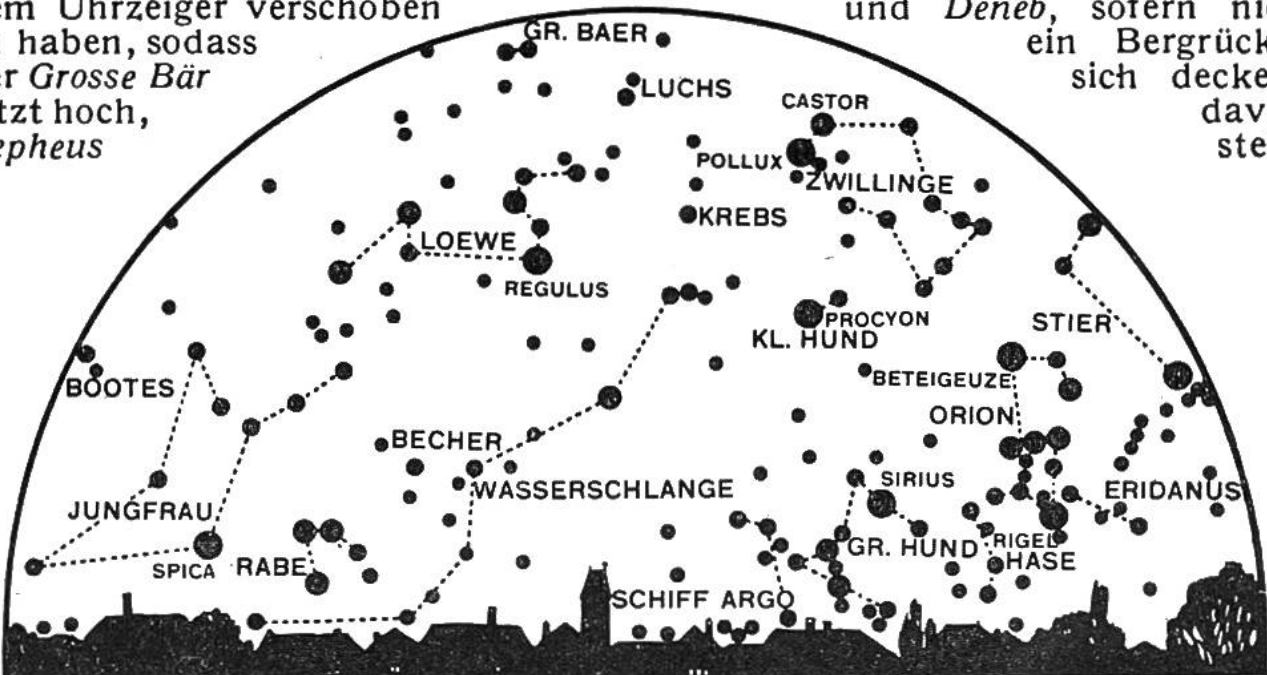 em Uhrzeiger verschoben
haben, sodass
er Grosse Bär
tzt hoch,
epheus
und Deneb, sofern nic
ein Bergrück
sich decke
dav
ste
GR. BAER
LUCHS
CASTOR
POLLUX
ZWILLINGE
KREBS
LOEWE
REGULUS
PROCYON
KL. HUND
STIER
BETEIGEUZE
BOOTES
ORION
BECHER
SIRIUS
WASSERSCHLANGE
ERIDANUS
JUNGFRAU
RIGEL
GR. HUND
HASE
SPICA
RABE
SCHIFF ARGO